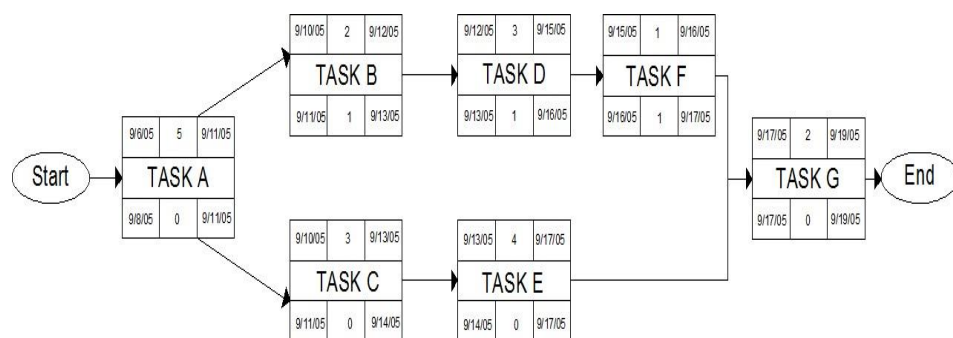 Start
9/6/05 5 9/11/05
TASK A
9/8/05 0 9/11/05
9/10/05 2 9/12/05
TASK B
9/11/05 1 9/13/05
9/12/05 3 9/15/05
TASK D
9/13/05 1 9/16/05
9/15/05 1 9/16/05
TASK F
9/16/05 1 9/17/05
9/10/05 3 9/13/05
TASK C
9/11/05 0 9/14/05
9/13/05 4 9/17/05
TASK E
9/14/05 0 9/17/05
9/17/05 2 9/19/05
TASK G
9/17/05 0 9/19/05
End